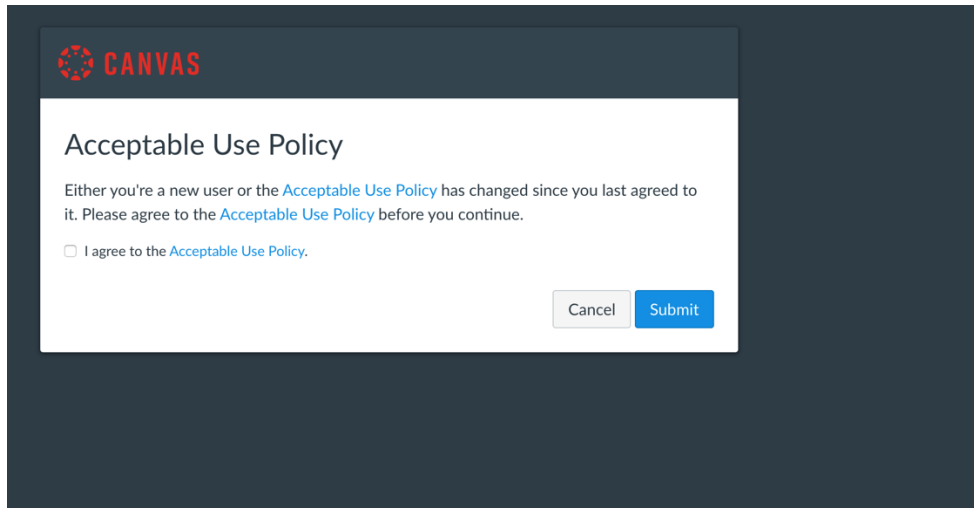 CANVAS
Acceptable Use Policy
Either you're a new user or the Acceptable Use Policy has changed since you last agreed to
it. Please agree to the Acceptable Use Policy before you continue.
I agree to the Acceptable Use Policy.
Cancel Submit